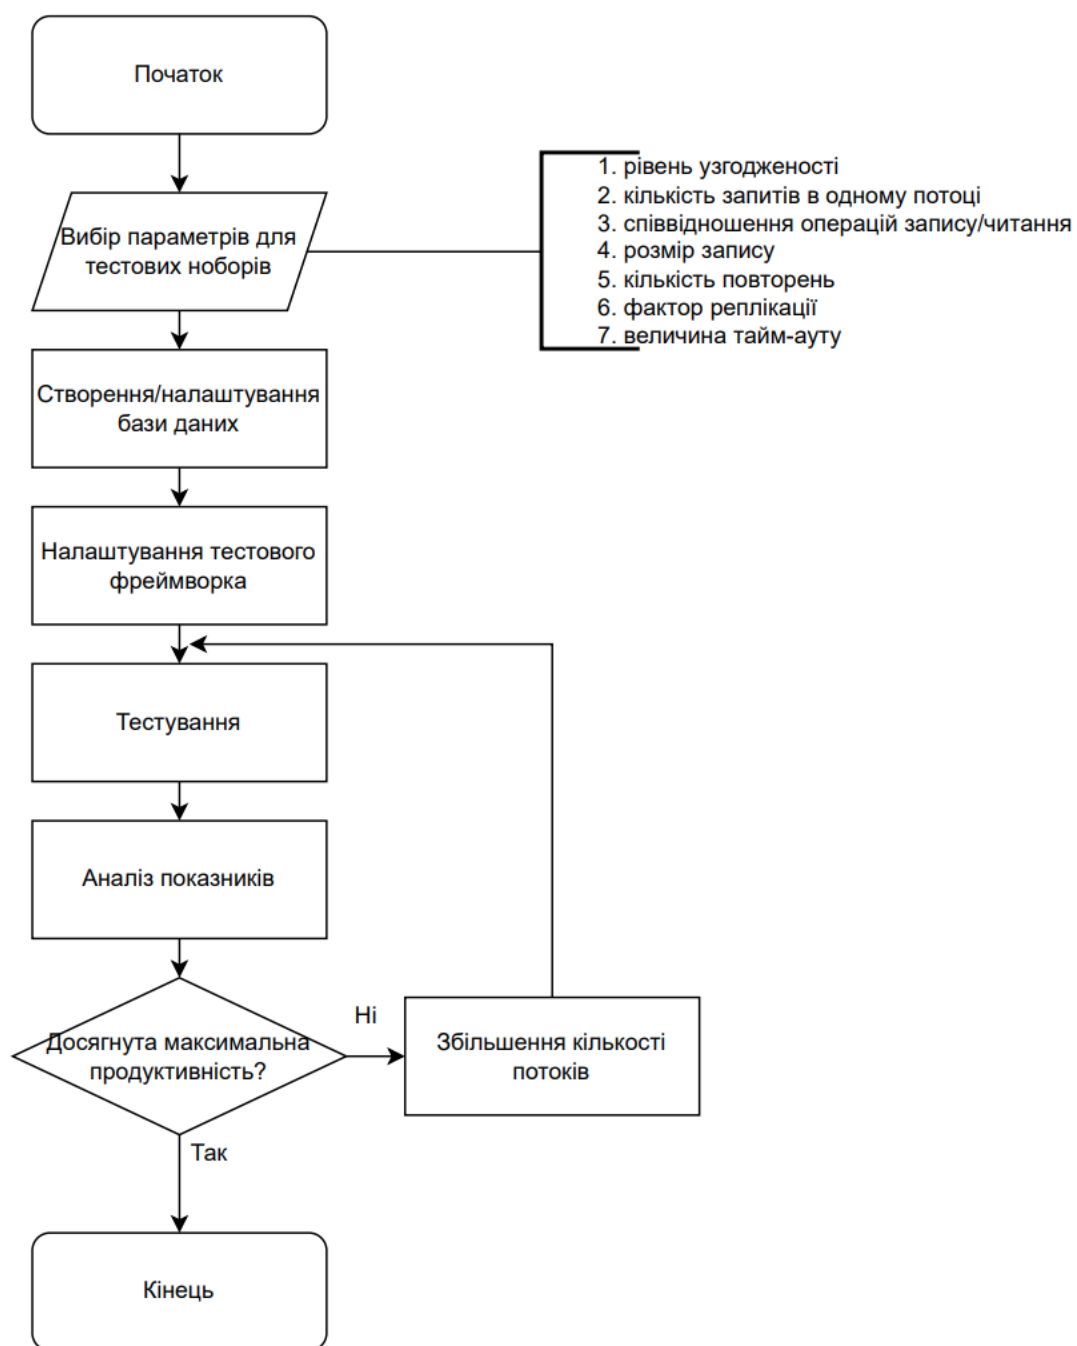 Початок
Вибір параметрів для
тестових ноборів
1. рівень узгодженості
2. кількість запитів в одному потоці
3. співвідношення операцій запису/читання
4. розмір запису
5. кількість повторень
6. фактор реплікації
7. величина тайм-ауту
Створення/налаштування
бази даних
Налаштування тестового
фреймворка
Тестування
Аналіз показників
Досягнута максимальна
продуктивність?
Ні
Збільшення кількості
потоків
Так
Кінець